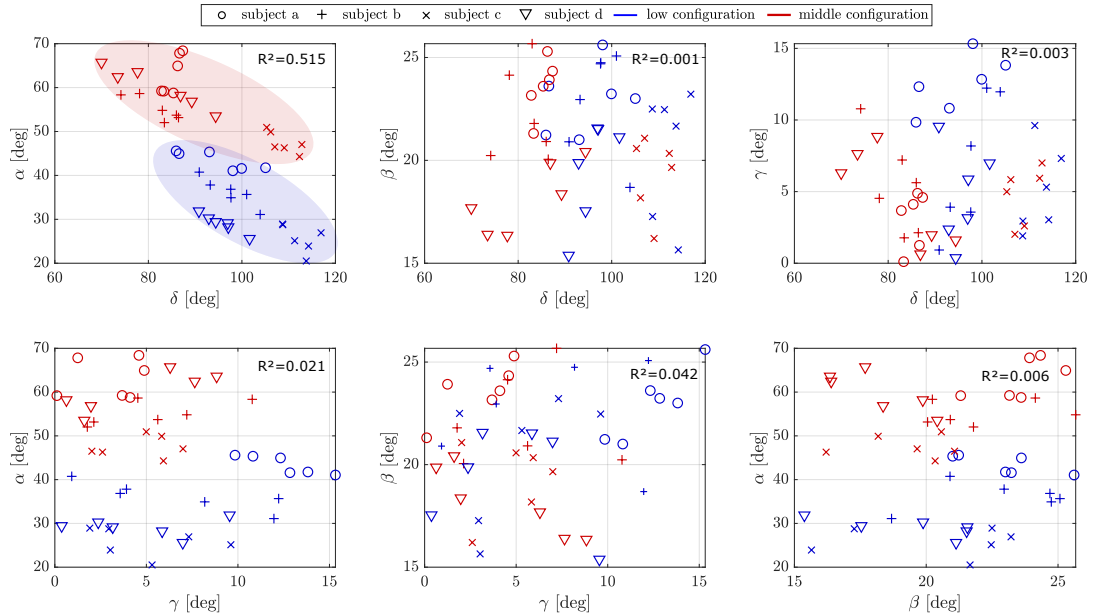 subject a subject b subject c subject d low configuration middle configuration
70
60
50
40
30
20
α [deg]
R²=0.515
60 80 100 120
δ [deg]
25
20
15
β [deg]
R²=0.001
60 80 100 120
δ [deg]
15
10
5
0
γ [deg]
R²=0.003
60 80 100 120
δ [deg]
70
60
50
40
30
20
α [deg]
R²=0.021
0 5 10 15
γ [deg]
25
20
15
β [deg]
R²=0.042
0 5 10 15
γ [deg]
70
60
50
40
30
20
α [deg]
R²=0.006
15 20 25
β [deg]